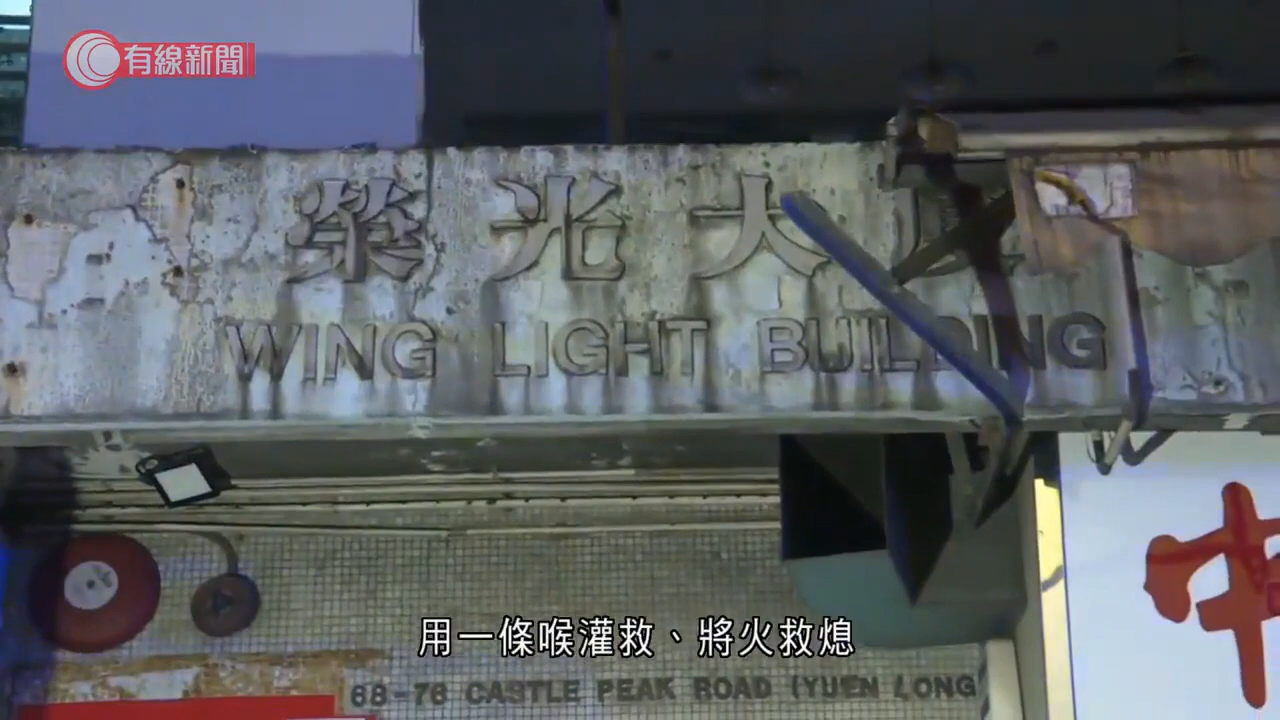 有線新聞
榮光大廈
WING LIGHT BUILDING
中
用一條喉灌救、將火救熄
68-76 CASTLE PEAK ROAD (YUEN LONG)